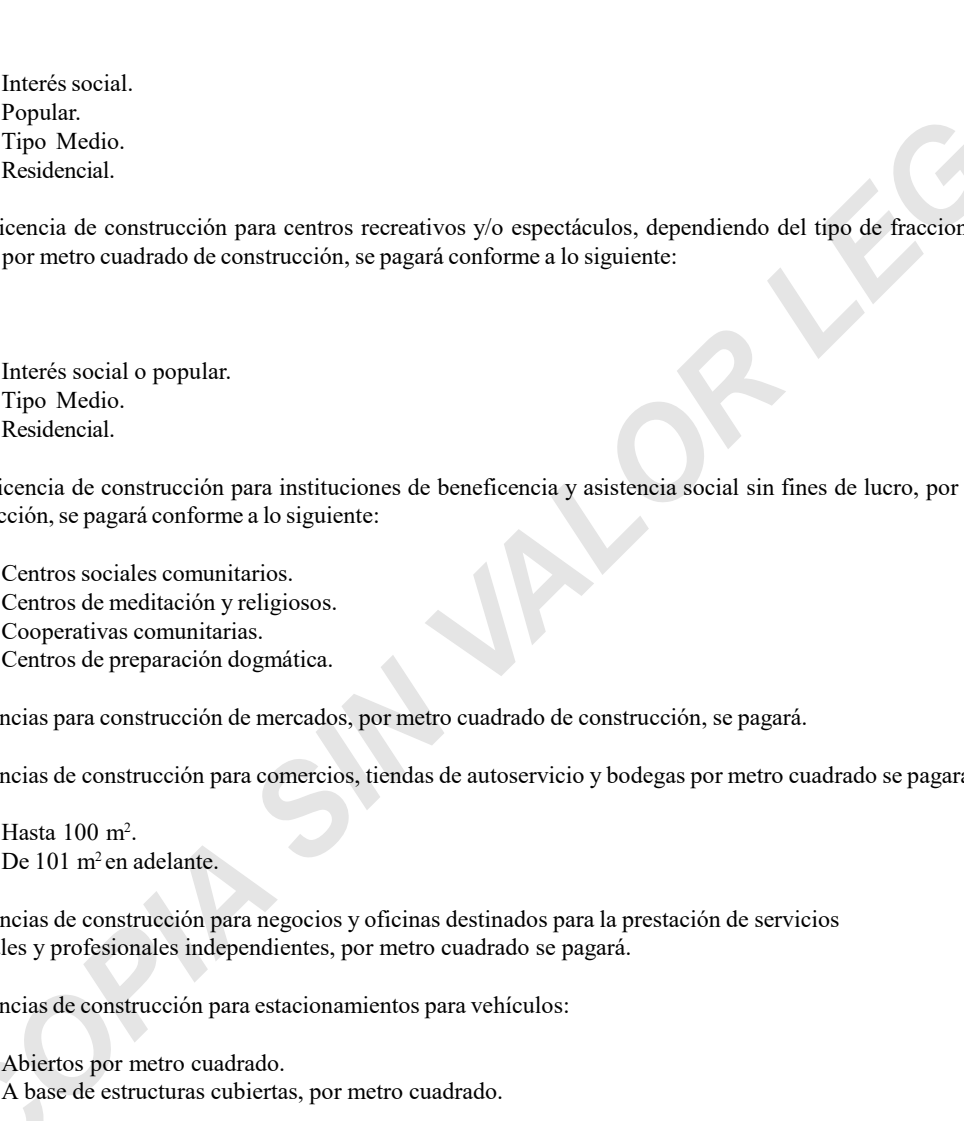 Interés social.
Popular.
Tipo Medio.
Residencial.
icencia de construcción para centros recreativos y/o espectáculos, dependiendo del tipo de fraccion
por metro cuadrado de construcción, se pagará conforme a lo siguiente:
Interés social o popular.
Tipo Medio.
Residencial.
icencia de construcción para instituciones de beneficencia y asistencia social sin fines de lucro, por
cción, se pagará conforme a lo siguiente:
Centros sociales comunitarios.
Centros de meditación y religiosos.
Cooperativas comunitarias.
Centros de preparación dogmática.
ncias para construcción de mercados, por metro cuadrado de construcción, se pagará.
ncias de construcción para comercios, tiendas de autoservicio y bodegas por metro cuadrado se pagará
Hasta 100 m².
De 101 m² en adelante.
ncias de construcción para negocios y oficinas destinados para la prestación de servicios
les y profesionales independientes, por metro cuadrado se pagará.
ncias de construcción para estacionamientos para vehículos:
Abiertos por metro cuadrado.
A base de estructuras cubiertas, por metro cuadrado.
COPIA SIN VALOR LEG